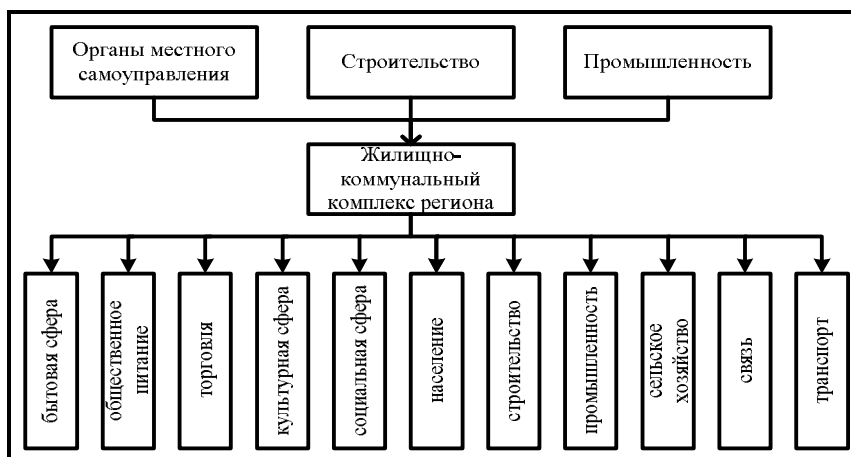 Органы местного
самоуправления
Строительство
Промышленность
Жилищно-
коммунальный
комплекс региона
бытовая сфера
общественное
питание
торговля
культурная сфера
социальная сфера
население
строительство
промышленность
сельское
хозяйство
связь
транспорт